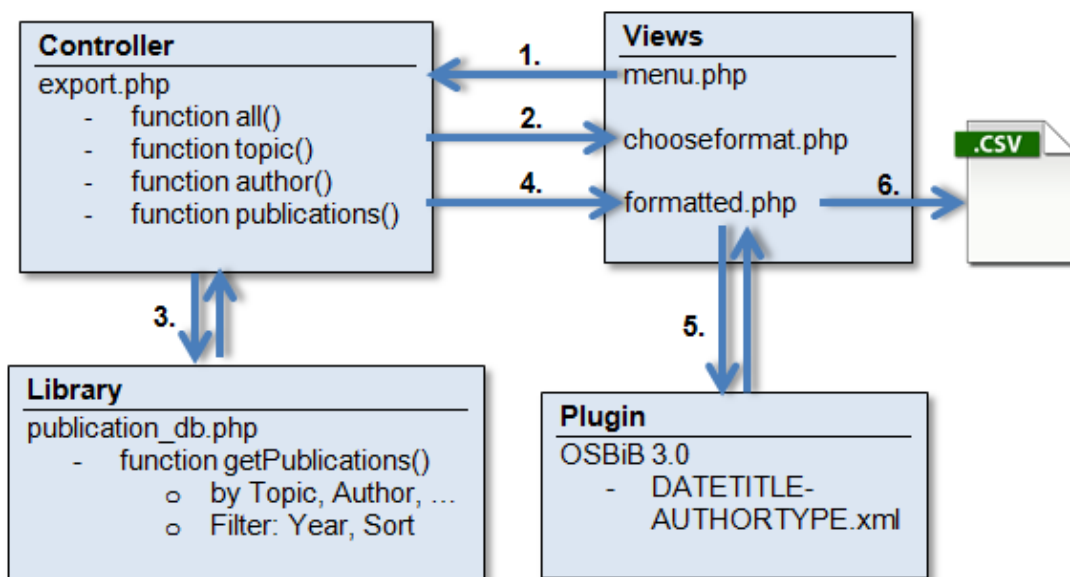 Controller
export.php
- function all()
- function topic()
- function author()
- function publications()
1.
2.
4.
Views
menu.php
chooseformat.php
formatted.php
6.
.CSV
3.
5.
Library
publication_db.php
- function getPublications()
o by Topic, Author, ...
o Filter: Year, Sort
Plugin
OSBiB 3.0
- DATETITLE-
AUTHORTYPE.xml